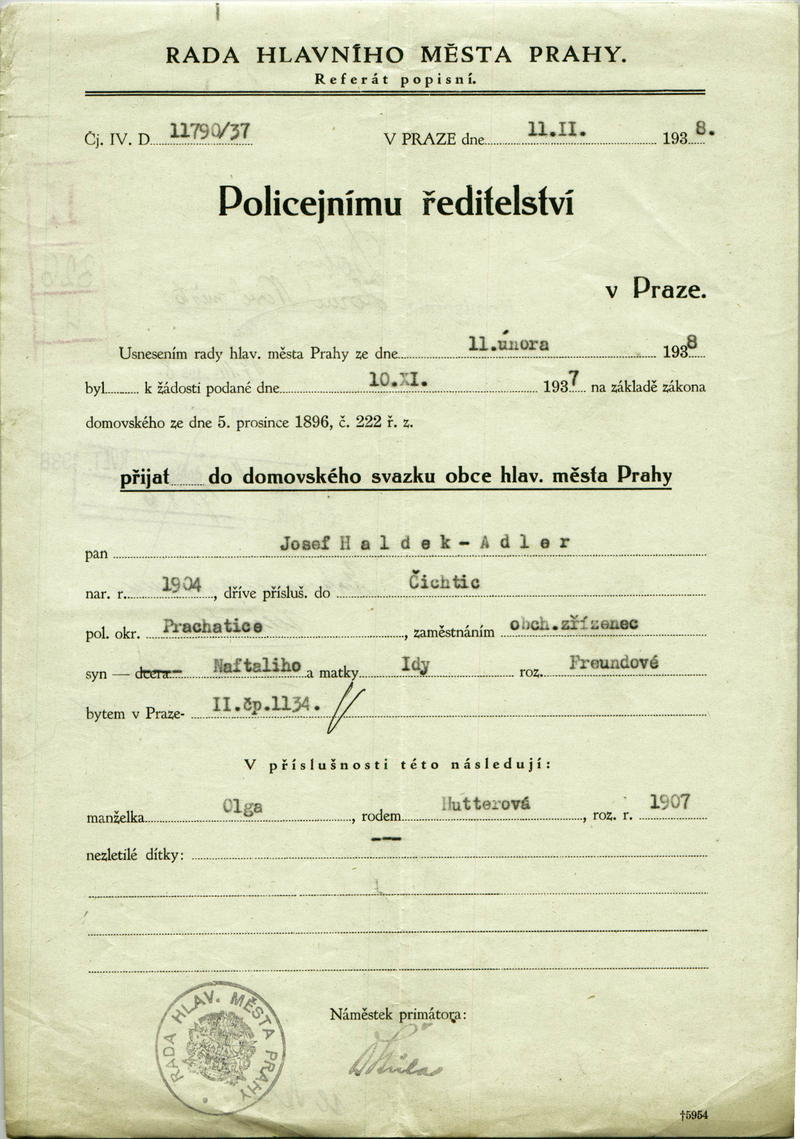 RADA HLAVNÍHO MĚSTA PRAHY.
Referát popisní.
Čj. IV. D 11790/37 V PRAZE dne 11.II. 1938.
Policejnímu ředitelství
v Praze.
Usnesením rady hlav. města Prahy ze dne 11.února 1938
byl k žádosti podané dne 10.XI. 1937 na základě zákona
domovského ze dne 5. prosince 1896, č. 222 ř. z.
přijat do domovského svazku obce hlav. města Prahy
pan Josef Haldek-Adler
nar. r. 1904, dříve přísluš. do Čichtic
pol. okr. Prachatice, zaměstnáním obch.zřízenec
syn — dcera Naftaliho a matky Idy roz. Freundové
bytem v Praze- II.čp.1134.
V příslušnosti této následují:
manželka Olga, rodem Hutterová, roz. r. 1907
nezletilé dítky: —
Náměstek primátora:
RADA HLAV. MĚSTA PRAHY
†5954